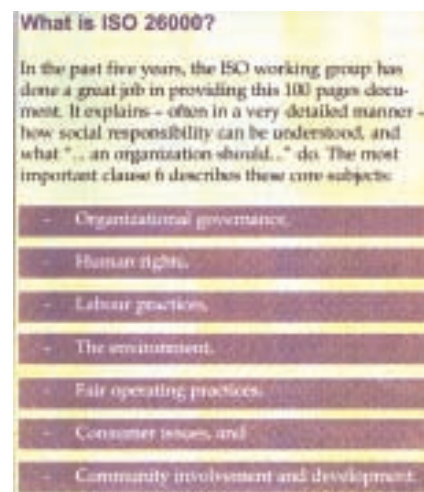 What is ISO 26000?
In the past five years, the ISO working group has
done a great job in providing this 100 pages docu-
ment. It explains – often in a very detailed manner –
how social responsibility can be understood, and
what "... an organization should..." do. The most
important clause 6 describes these core subjects:
- Organizational governance,
- Human rights,
- Labour practices,
- The environment,
- Fair operating practices,
- Consumer issues, and
- Community involvement and development.